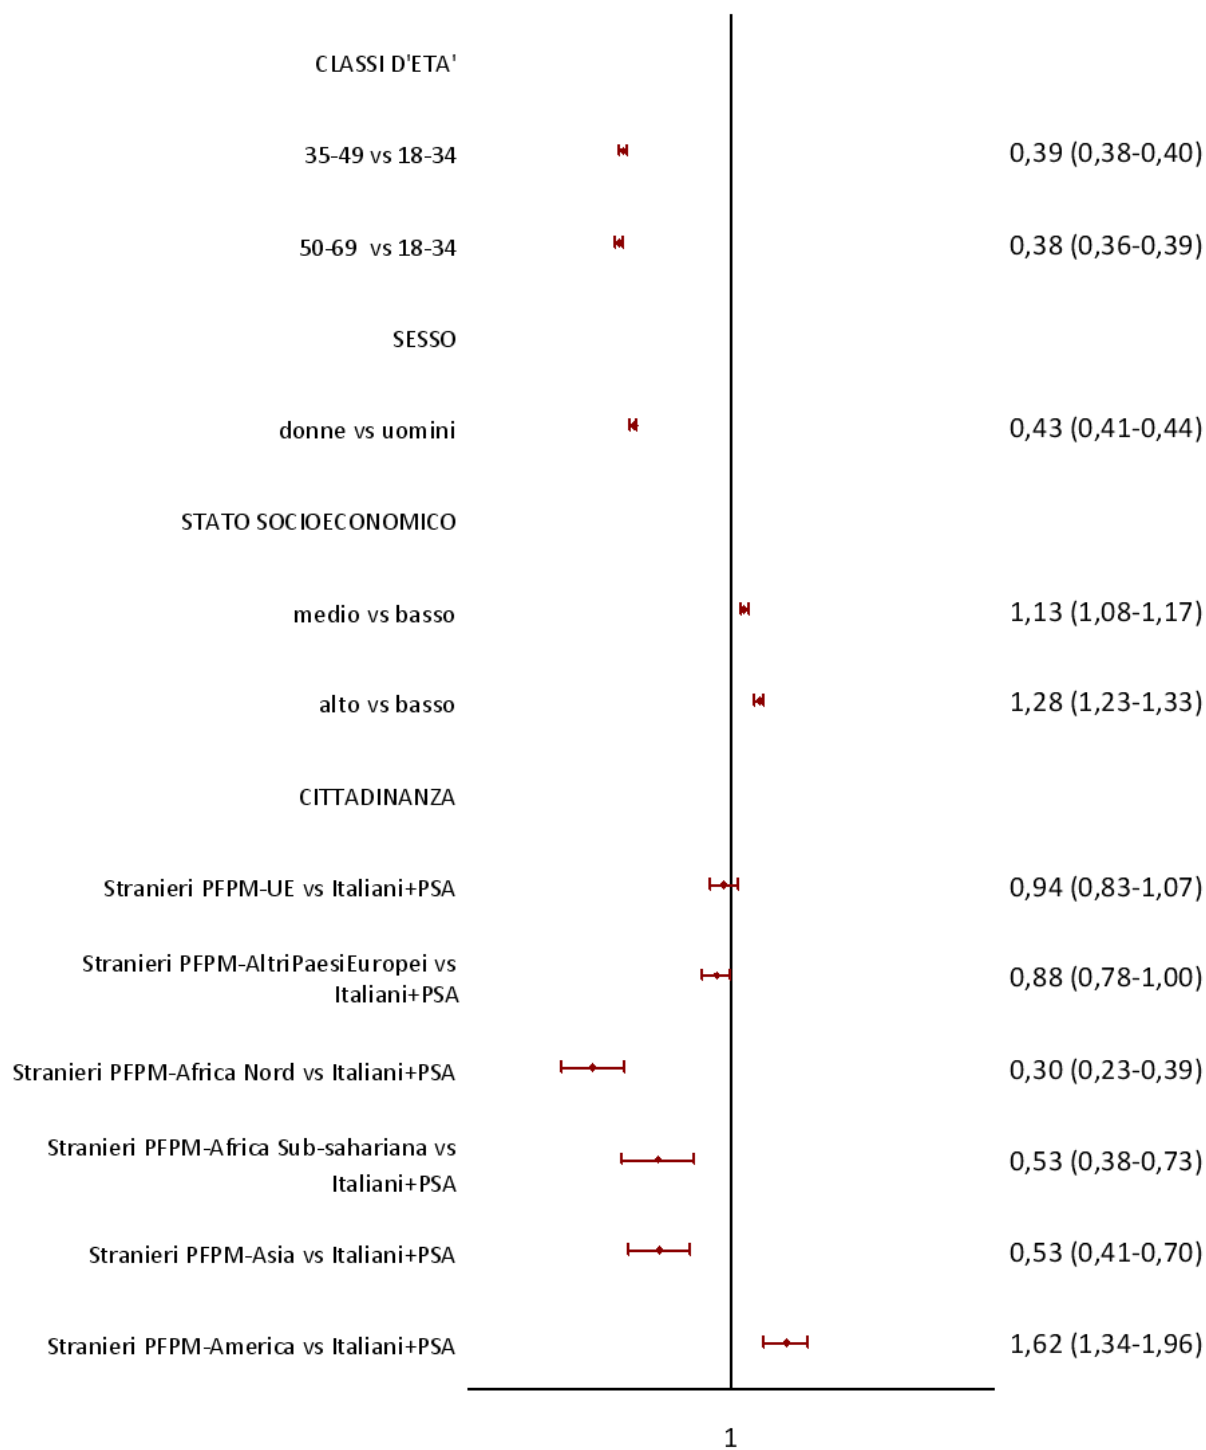 CLASSI D'ETA'
35-49 vs 18-34 0,39 (0,38-0,40)
50-69 vs 18-34 0,38 (0,36-0,39)
SESSO
donne vs uomini 0,43 (0,41-0,44)
STATO SOCIOECONOMICO
medio vs basso 1,13 (1,08-1,17)
alto vs basso 1,28 (1,23-1,33)
CITTADINANZA
Stranieri PFPM-UE vs Italiani+PSA 0,94 (0,83-1,07)
Stranieri PFPM-AltriPaesiEuropei vs
Italiani+PSA 0,88 (0,78-1,00)
Stranieri PFPM-Africa Nord vs Italiani+PSA 0,30 (0,23-0,39)
Stranieri PFPM-Africa Sub-sahariana vs
Italiani+PSA 0,53 (0,38-0,73)
Stranieri PFPM-Asia vs Italiani+PSA 0,53 (0,41-0,70)
Stranieri PFPM-America vs Italiani+PSA 1,62 (1,34-1,96)
1